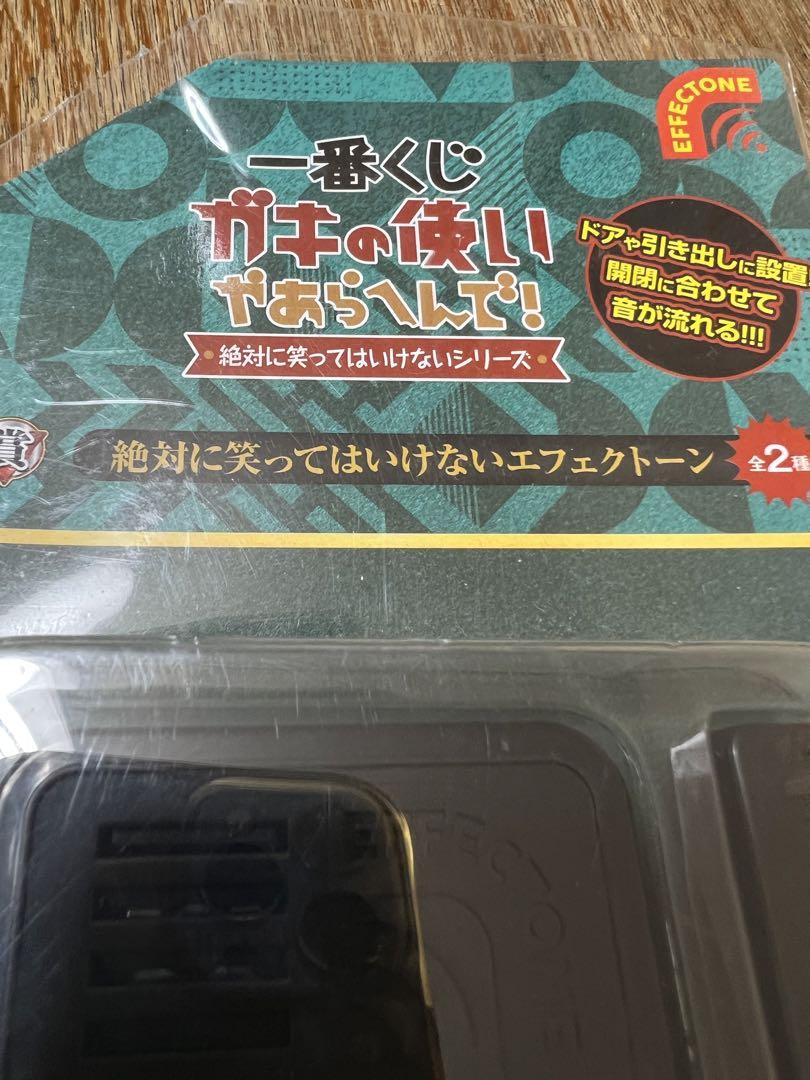 EFFECTONE
一番くじ
ガキの使い
やあらへんで!
絶対に笑ってはいけないシリーズ
ドアや引き出しに設置
開閉に合わせて
音が流れる!!!
賞
絶対に笑ってはいけないエフェクトーン
全2種
EFFECTONE